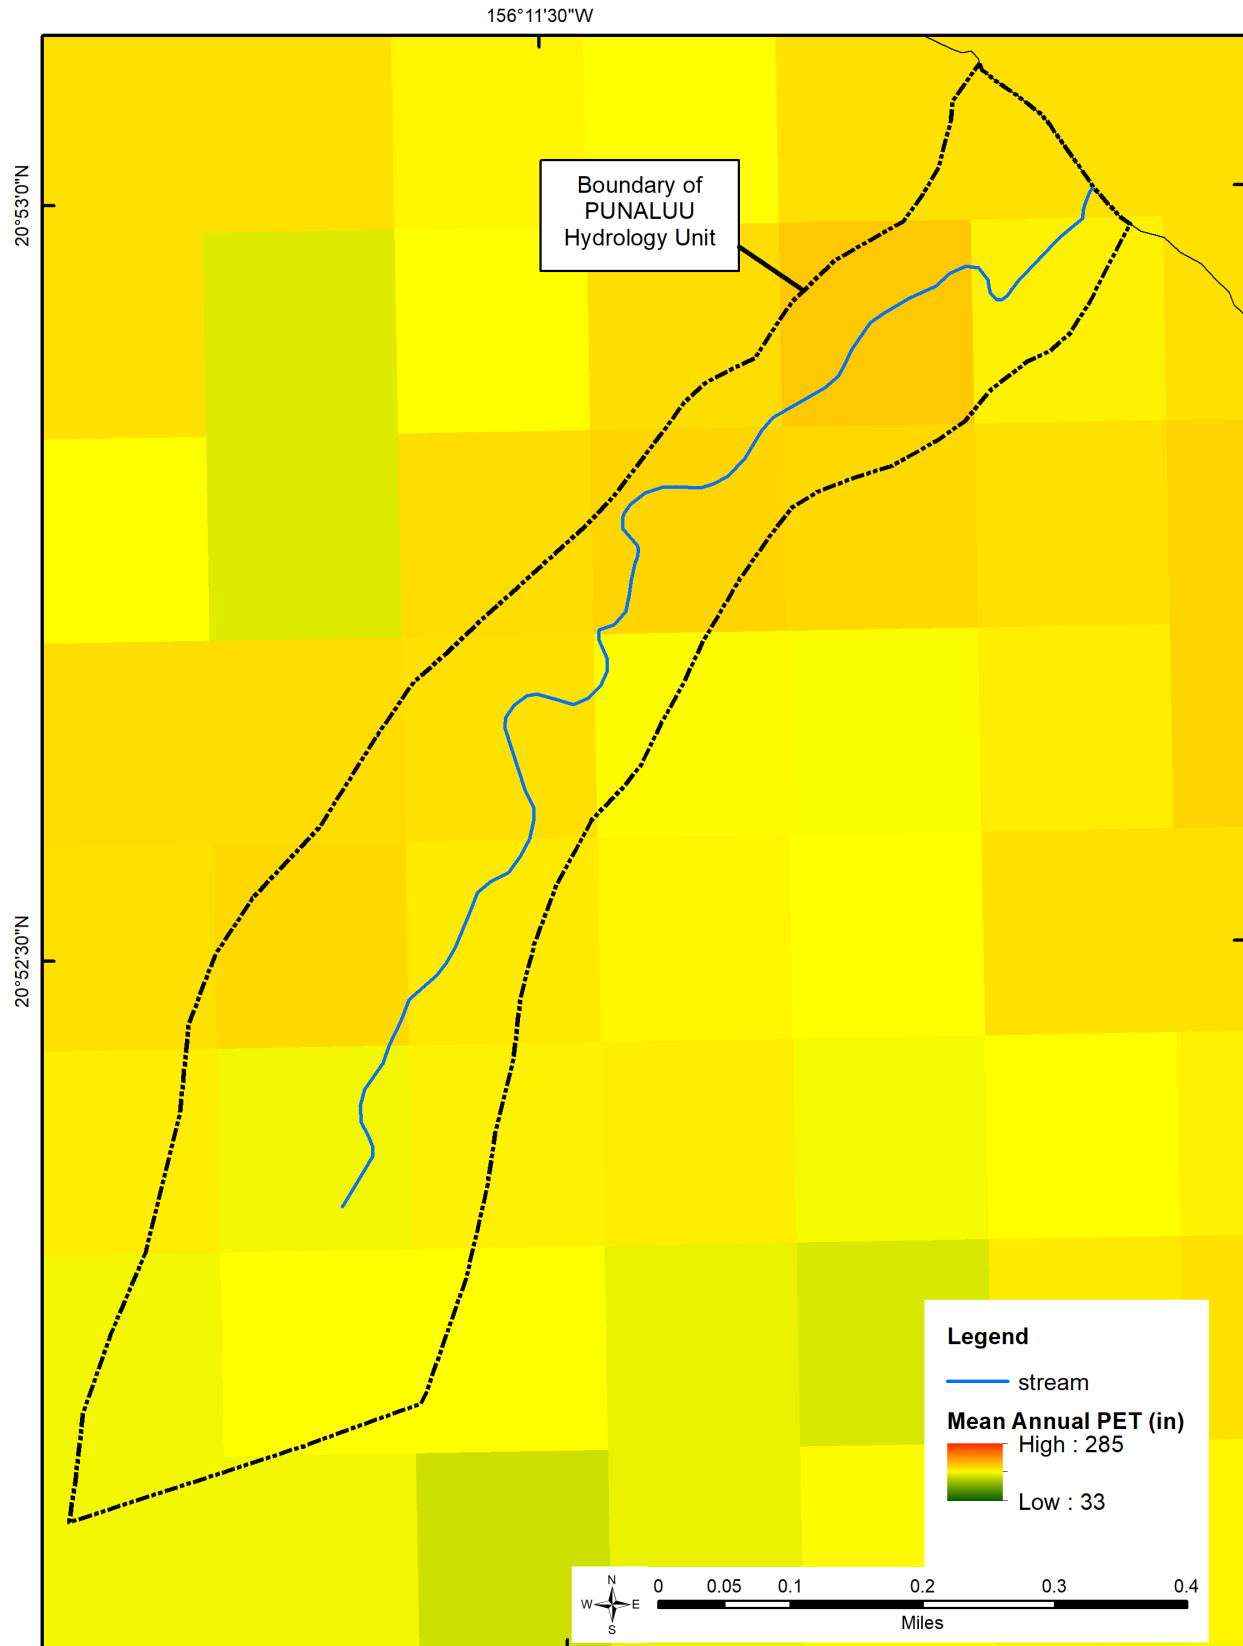 156°11'30"W
20°53'0"N
Boundary of
PUNALUU
Hydrology Unit
20°52'30"N
Legend
stream
Mean Annual PET (in)
High : 285
Low : 33
N
W E
S
0 0.05 0.1 0.2 0.3 0.4
Miles